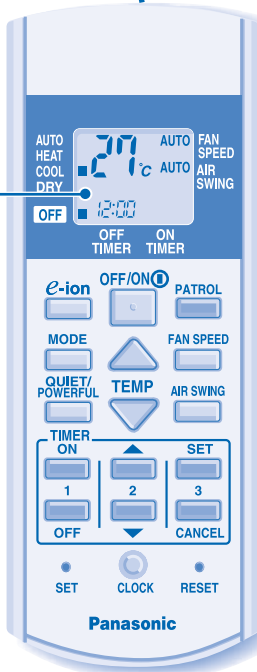 AUTO
HEAT
COOL
DRY
OFF
27°C
AUTO
AUTO
FAN
SPEED
AIR
SWING
12:00
OFF
TIMER
ON
TIMER
e-ion
OFF/ON
PATROL
MODE
FAN SPEED
QUIET/
POWERFUL
TEMP
AIR SWING
TIMER
ON
SET
1
2
3
OFF
CANCEL
SET
CLOCK
RESET
Panasonic